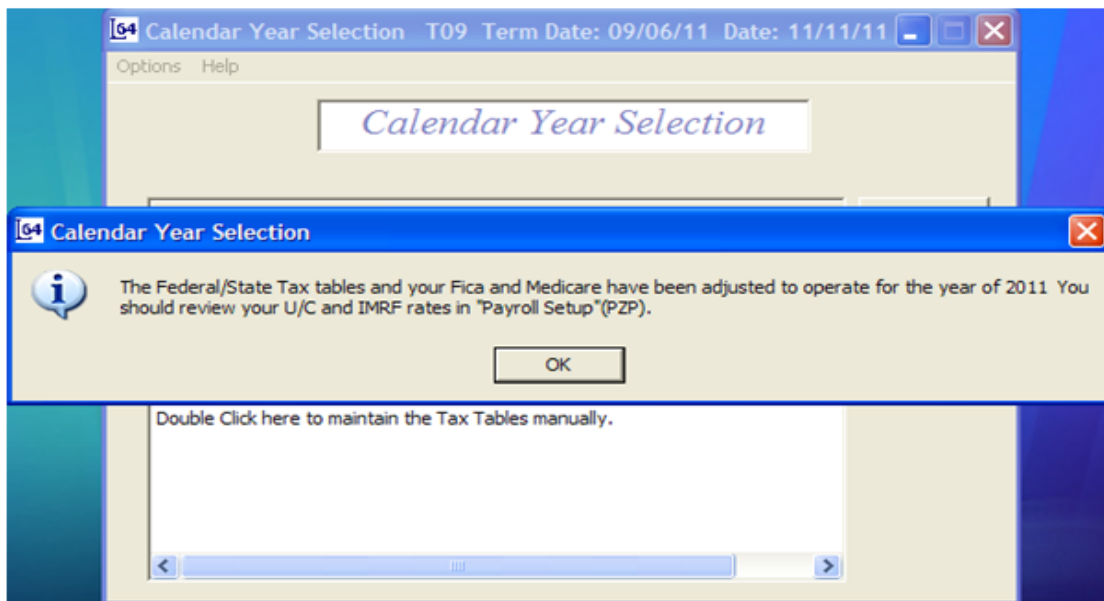 L64 Calendar Year Selection T09 Term Date: 09/06/11 Date: 11/11/11
Options Help
Calendar Year Selection
L64 Calendar Year Selection
The Federal/State Tax tables and your Fica and Medicare have been adjusted to operate for the year of 2011 You
should review your U/C and IMRF rates in "Payroll Setup"(PZP).
OK
Double Click here to maintain the Tax Tables manually.